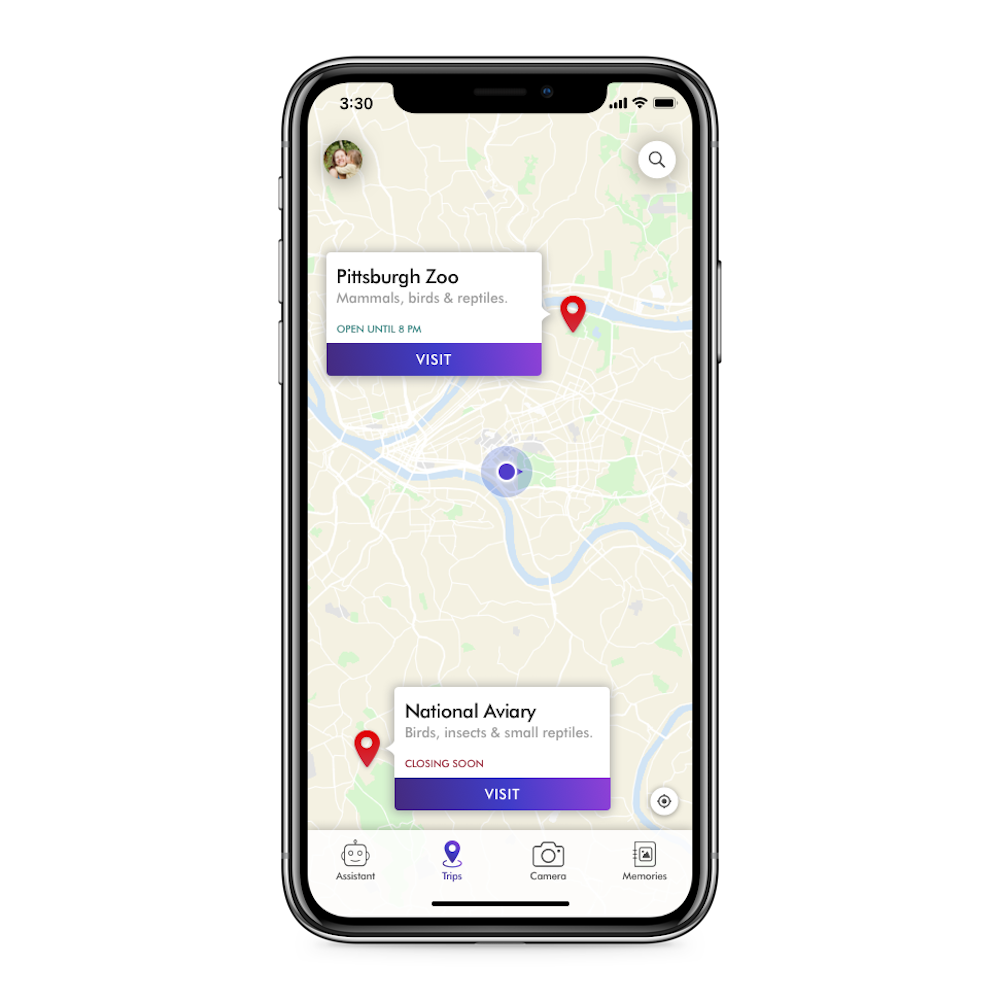 3:30
Pittsburgh Zoo
Mammals, birds & reptiles.
OPEN UNTIL 8 PM
VISIT
National Aviary
Birds, insects & small reptiles.
CLOSING SOON
VISIT
Assistant
Trips
Camera
Memories